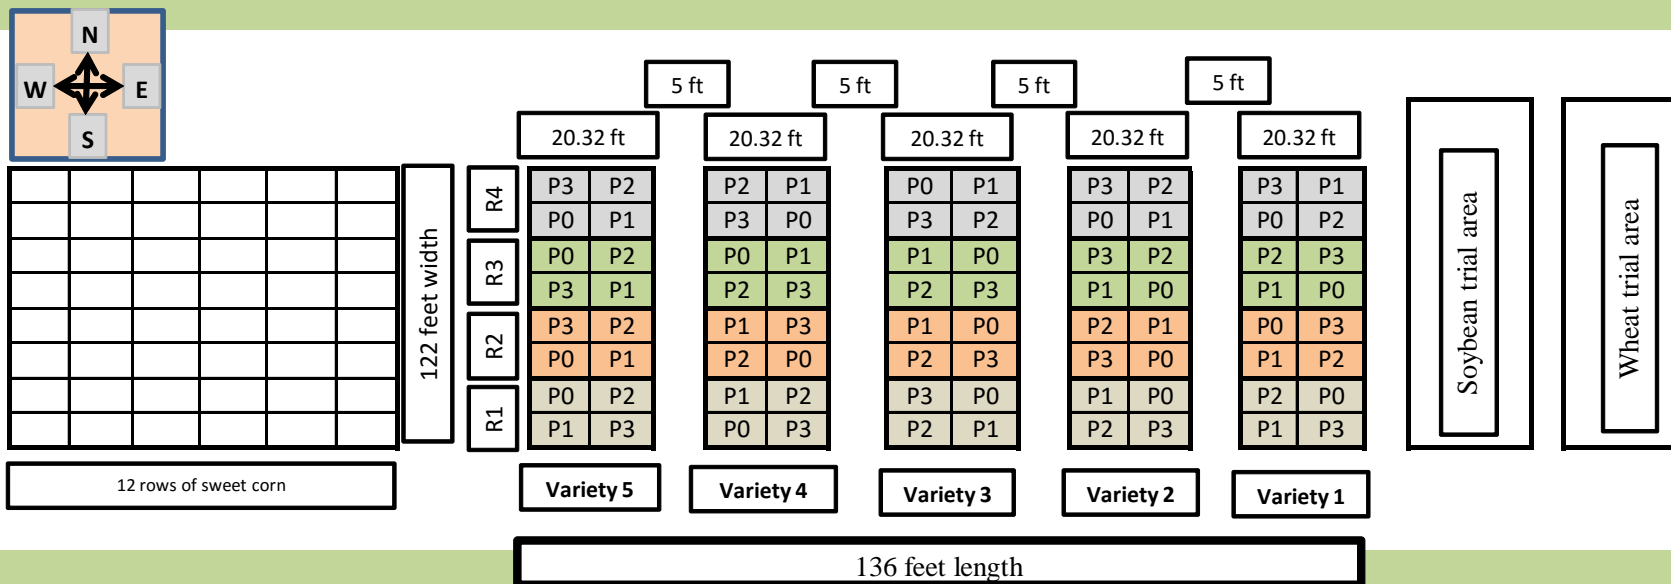 N
W E
S
5 ft 5 ft 5 ft 5 ft
20.32 ft 20.32 ft 20.32 ft 20.32 ft 20.32 ft
122 feet width
R4
R3
R2
R1
P3 P2 P2 P1 P0 P1 P3 P2 P3 P1
P0 P1 P3 P0 P3 P2 P0 P1 P0 P2
P0 P2 P0 P1 P1 P0 P3 P2 P2 P3
P3 P1 P2 P3 P2 P3 P1 P0 P1 P0
P3 P2 P1 P3 P1 P0 P2 P1 P0 P3
P0 P1 P2 P0 P2 P3 P3 P0 P1 P2
P0 P2 P1 P2 P3 P0 P1 P0 P2 P0
P1 P3 P0 P3 P2 P1 P2 P3 P1 P3
Soybean trial area
Wheat trial area
12 rows of sweet corn
Variety 5 Variety 4 Variety 3 Variety 2 Variety 1
136 feet length